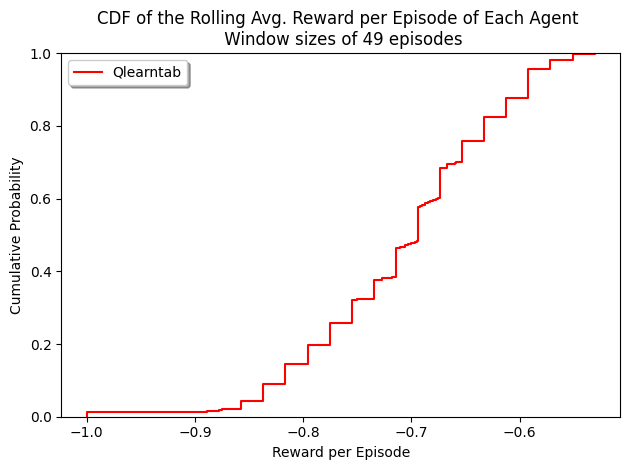 CDF of the Rolling Avg. Reward per Episode of Each Agent
Window sizes of 49 episodes
Qlearntab
Cumulative Probability
1.0
0.8
0.6
0.4
0.2
0.0
−1.0 −0.9 −0.8 −0.7 −0.6
Reward per Episode